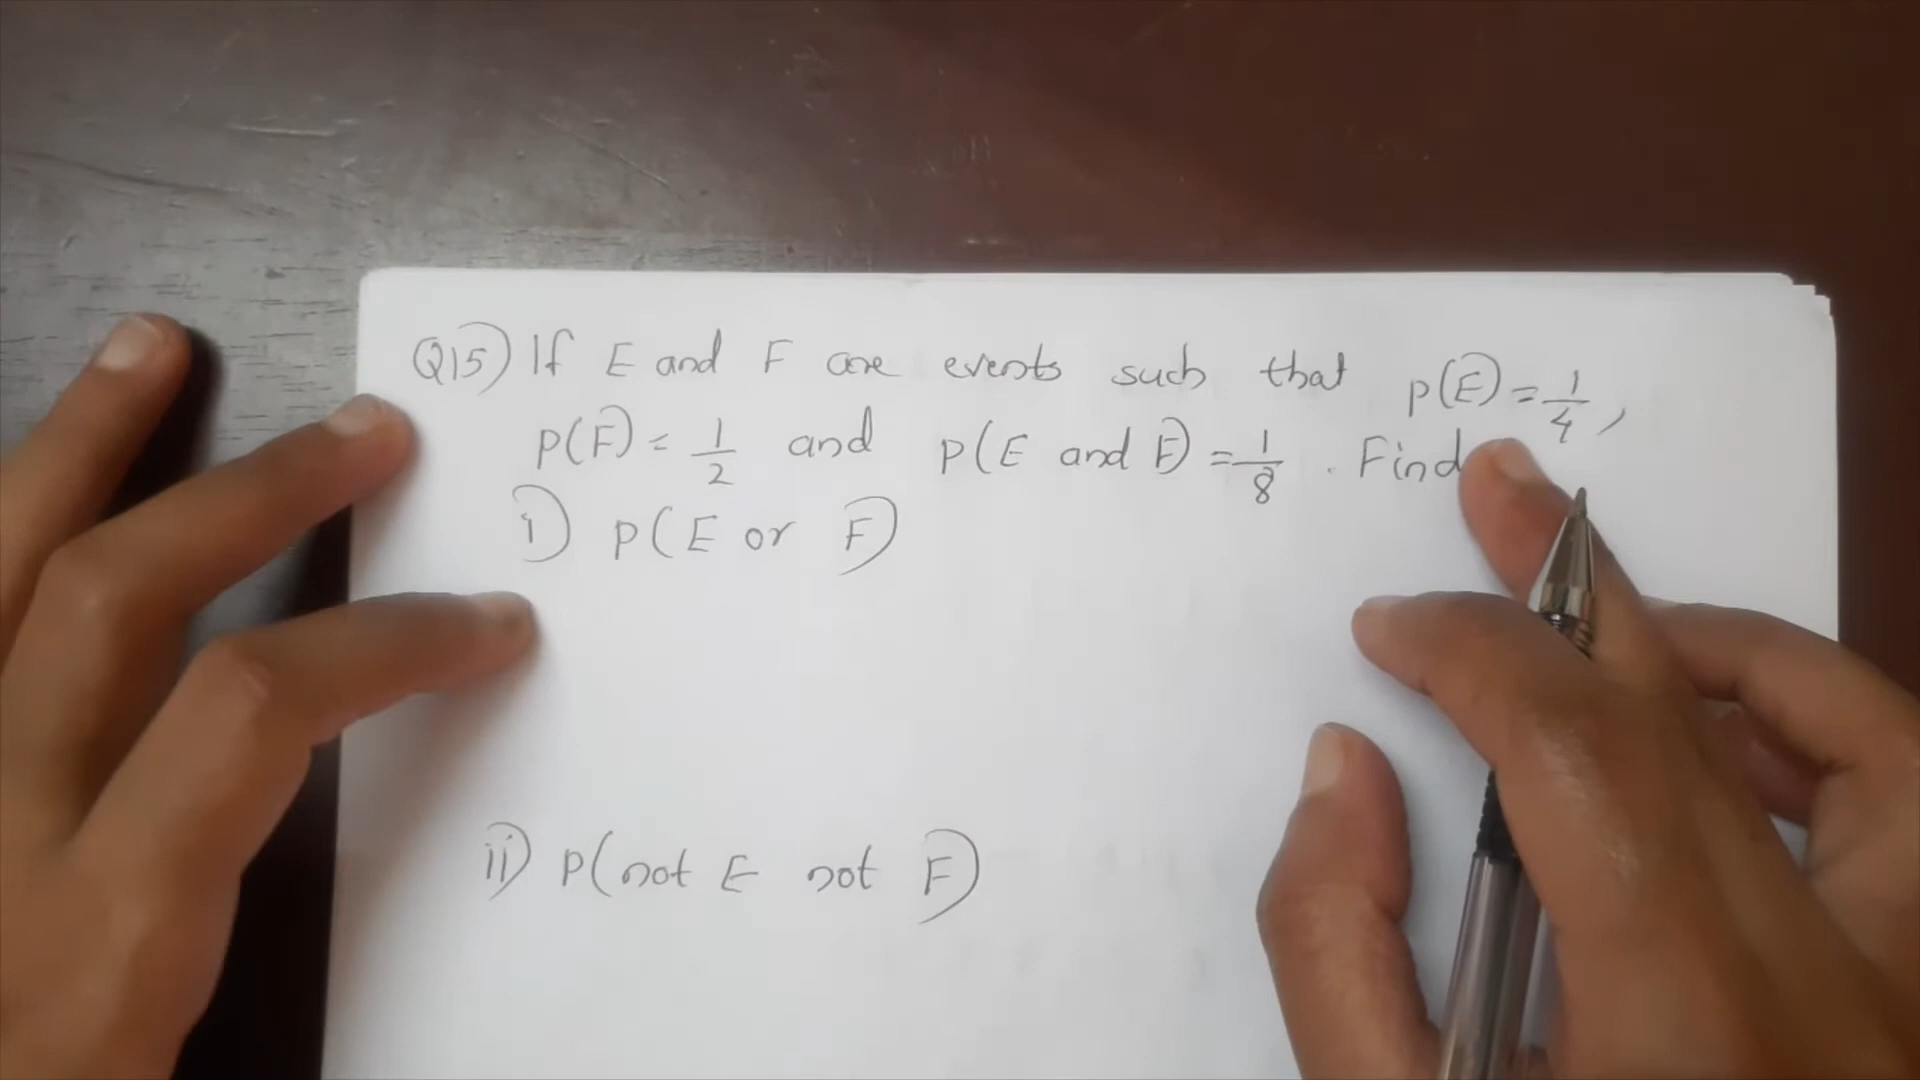 Q15) If E and F are events such that P(E) = 1/4,
P(F) = 1/2 and P(E and F) = 1/8. Find
i) P(E or F)
ii) P(not E not F)